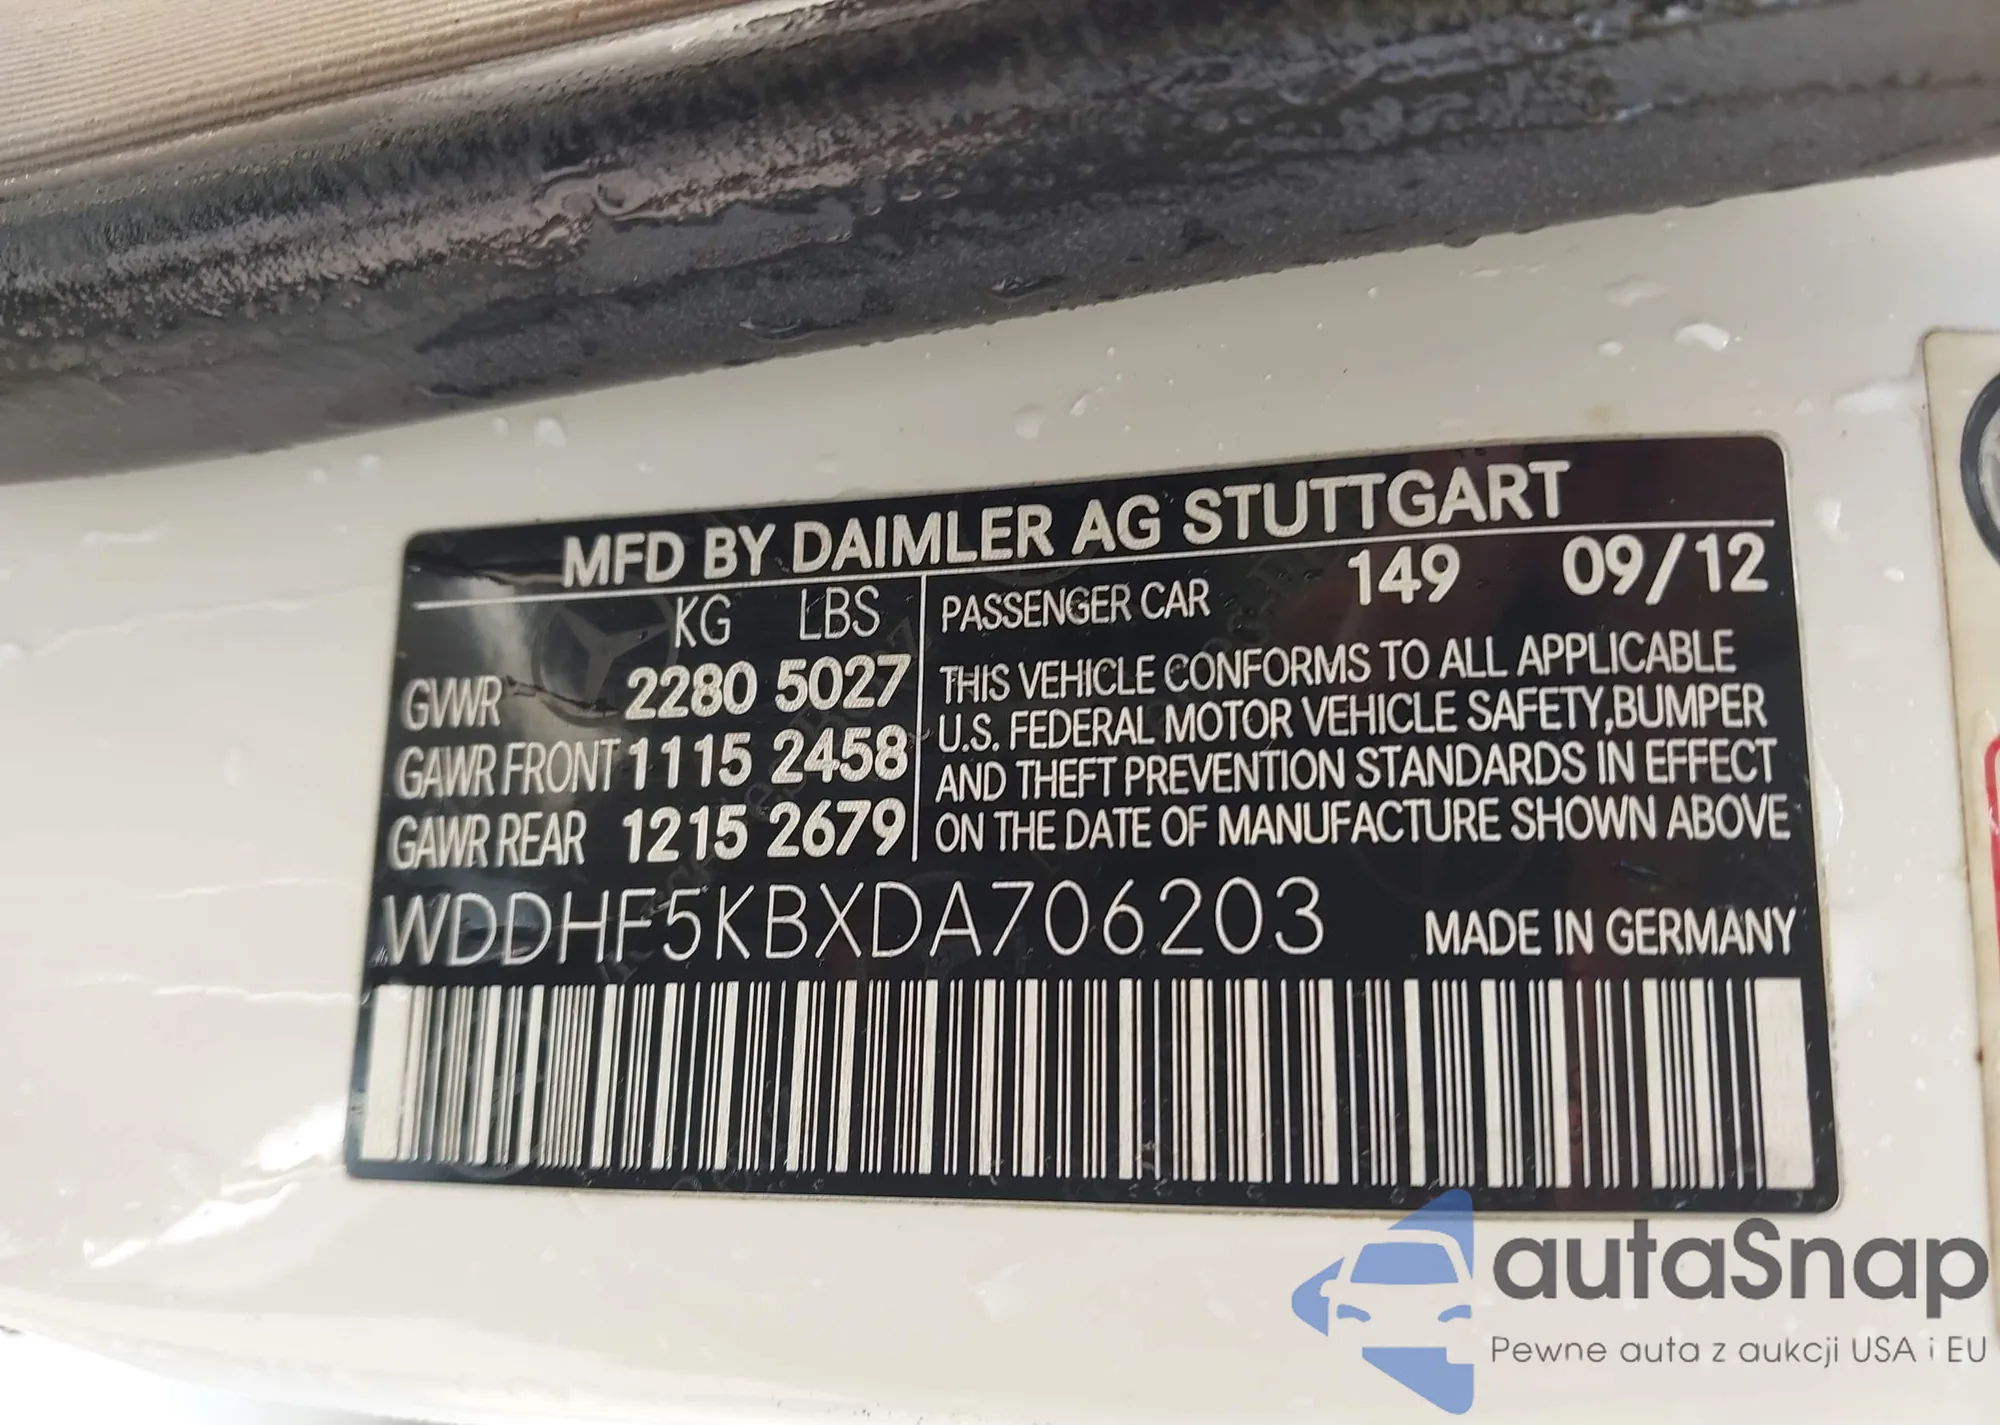 MFD BY DAIMLER AG STUTTGART
KG LBS
GVWR 2280 5027
GAWR FRONT 1115 2458
GAWR REAR 1215 2679
PASSENGER CAR 149 09/12
THIS VEHICLE CONFORMS TO ALL APPLICABLE
U.S. FEDERAL MOTOR VEHICLE SAFETY,BUMPER
AND THEFT PREVENTION STANDARDS IN EFFECT
ON THE DATE OF MANUFACTURE SHOWN ABOVE
WDDHF5KBXDA706203 MADE IN GERMANY
autaSnap
Pewne auta z aukcji USA i EU